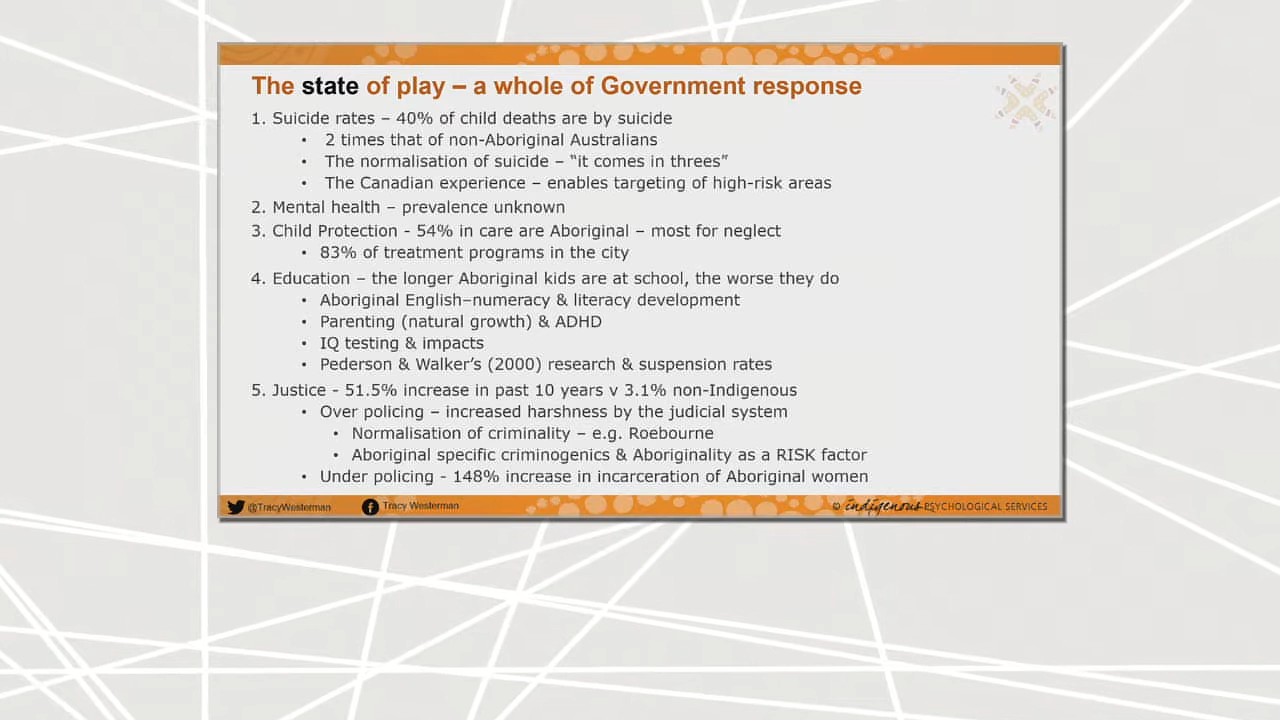 The state of play – a whole of Government response
1. Suicide rates – 40% of child deaths are by suicide
• 2 times that of non-Aboriginal Australians
• The normalisation of suicide – “it comes in threes”
• The Canadian experience – enables targeting of high-risk areas
2. Mental health – prevalence unknown
3. Child Protection - 54% in care are Aboriginal – most for neglect
• 83% of treatment programs in the city
4. Education – the longer Aboriginal kids are at school, the worse they do
• Aboriginal English–numeracy & literacy development
• Parenting (natural growth) & ADHD
• IQ testing & impacts
• Pederson & Walker’s (2000) research & suspension rates
5. Justice - 51.5% increase in past 10 years v 3.1% non-Indigenous
• Over policing – increased harshness by the judicial system
• Normalisation of criminality – e.g. Roebourne
• Aboriginal specific criminogenics & Aboriginality as a RISK factor
• Under policing - 148% increase in incarceration of Aboriginal women
@TracyWesterman Tracy Westerman © indigenous PSYCHOLOGICAL SERVICES